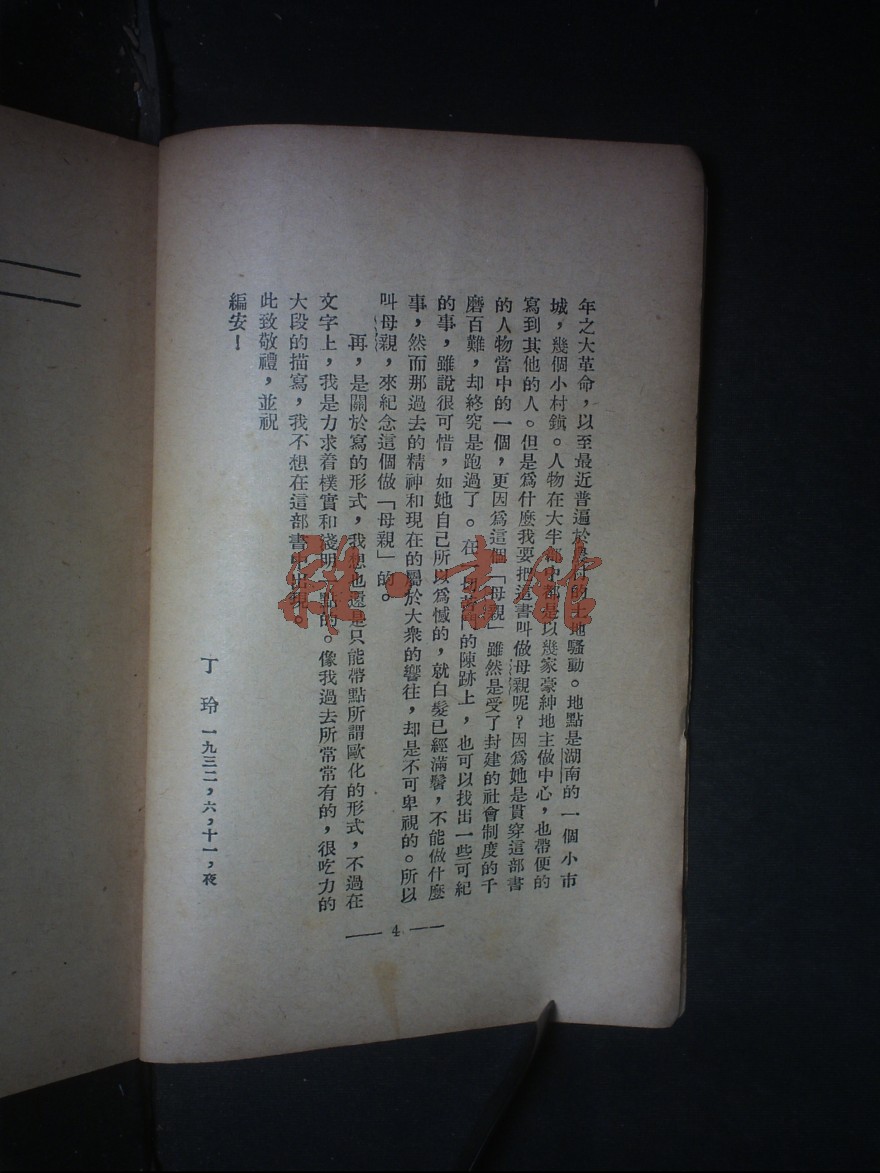 年之大革命,以至最近普遍於農村的土地騷動。地點是湖南的一個小市
城,幾個小村鎮。人物在大半部中都是以幾家豪紳地主做中心,也帶便的
寫到其他的人。但是爲什麼我要把這書叫做母親呢?因爲她是貫穿這部書
的人物當中的一個,更因爲這個「母親」雖然是受了封建的社會制度的千
磨百難,却終究是跑過了。在一切苦的陳跡上,也可以找出一些可紀
的事,雖說很可惜,如她自己所以爲憾的,就白髮已經滿鬢,不能做什麼
事,然而那過去的精神和現在的屬於大衆的響往,却是不可卑視的。所以
叫母親,來紀念這個做「母親」的。
再,是關於寫的形式,我想也還是只能帶點所謂歐化的形式,不過在
文字上,我是力求着樸實和淺明一點的。像我過去所常常有的,很吃力的
大段的描寫,我不想在這部書中出現。
此致敬禮,並祝
編安!
丁玲 一九三二,六,十一,夜
— 4 —
雜·書館